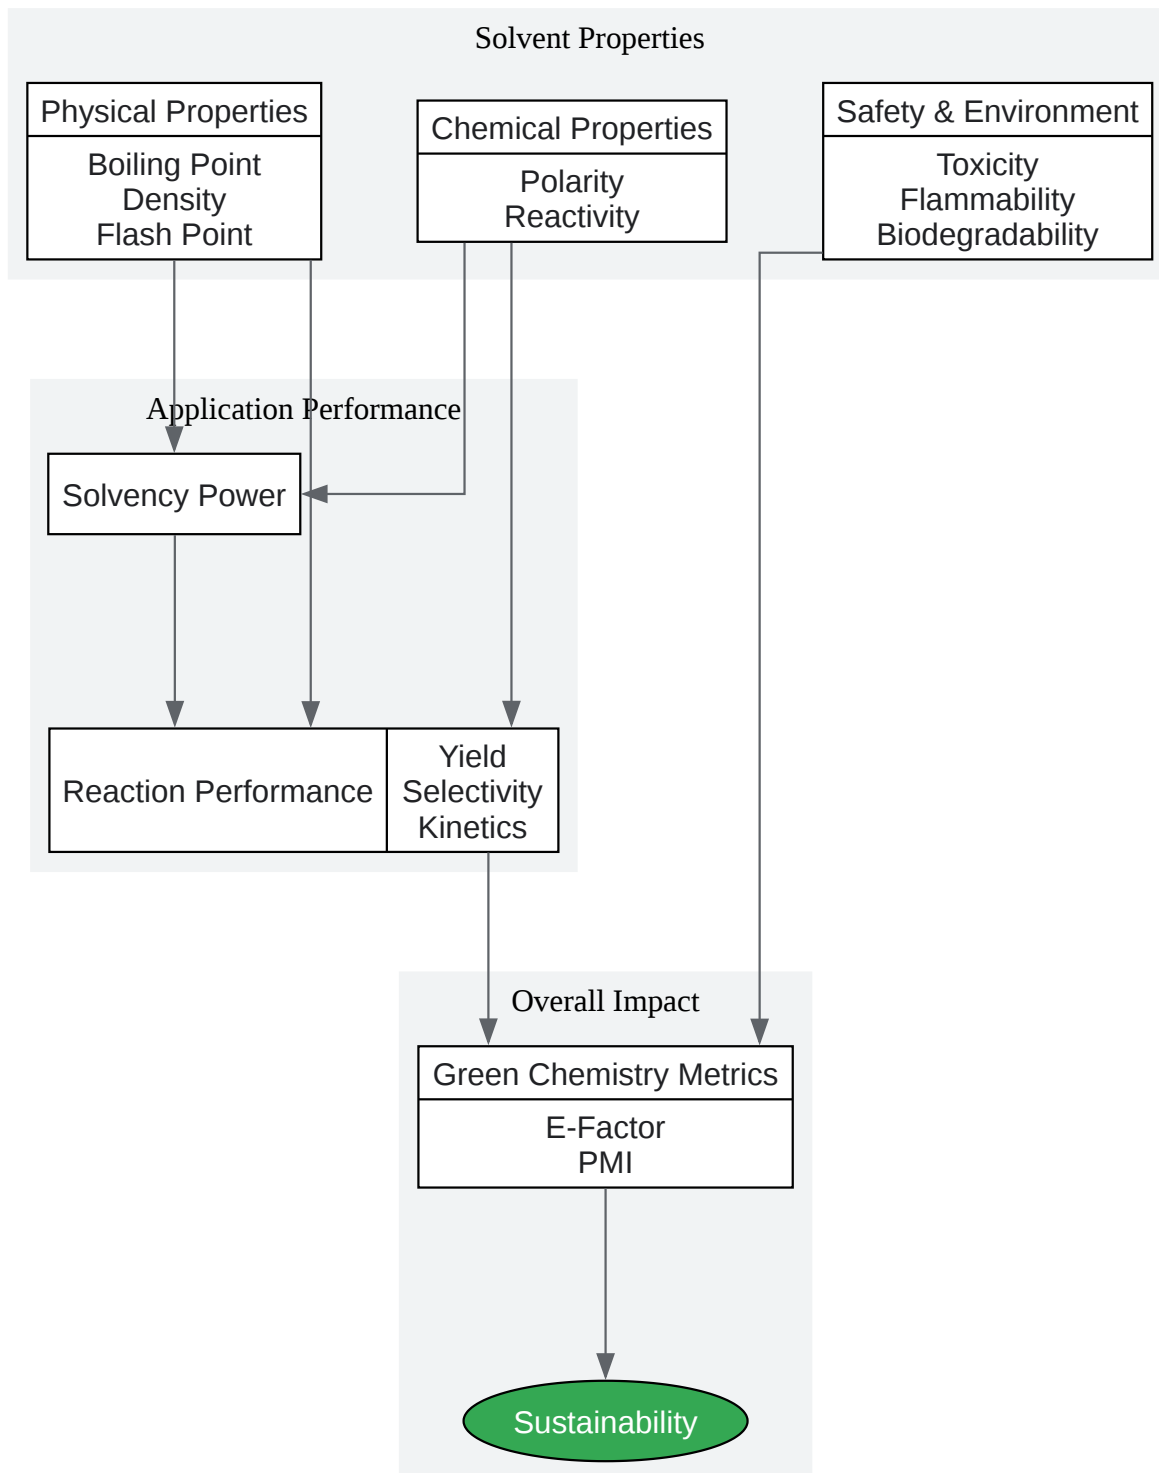 Solvent Properties
Physical Properties
Boiling Point
Density
Flash Point
Chemical Properties
Polarity
Reactivity
Safety & Environment
Toxicity
Flammability
Biodegradability
Application Performance
Solvency Power
Reaction Performance
Yield
Selectivity
Kinetics
Overall Impact
Green Chemistry Metrics
E-Factor
PMI
Sustainability